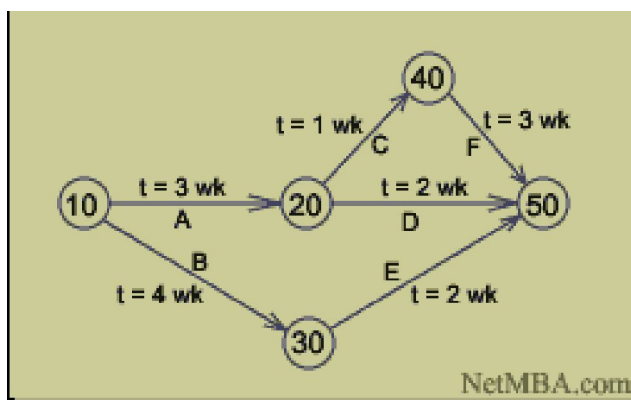 40
t = 1 wk
t = 3 wk
C
F
t = 3 wk
t = 2 wk
10
20
50
A
D
B
E
t = 4 wk
t = 2 wk
30
NetMBA.com